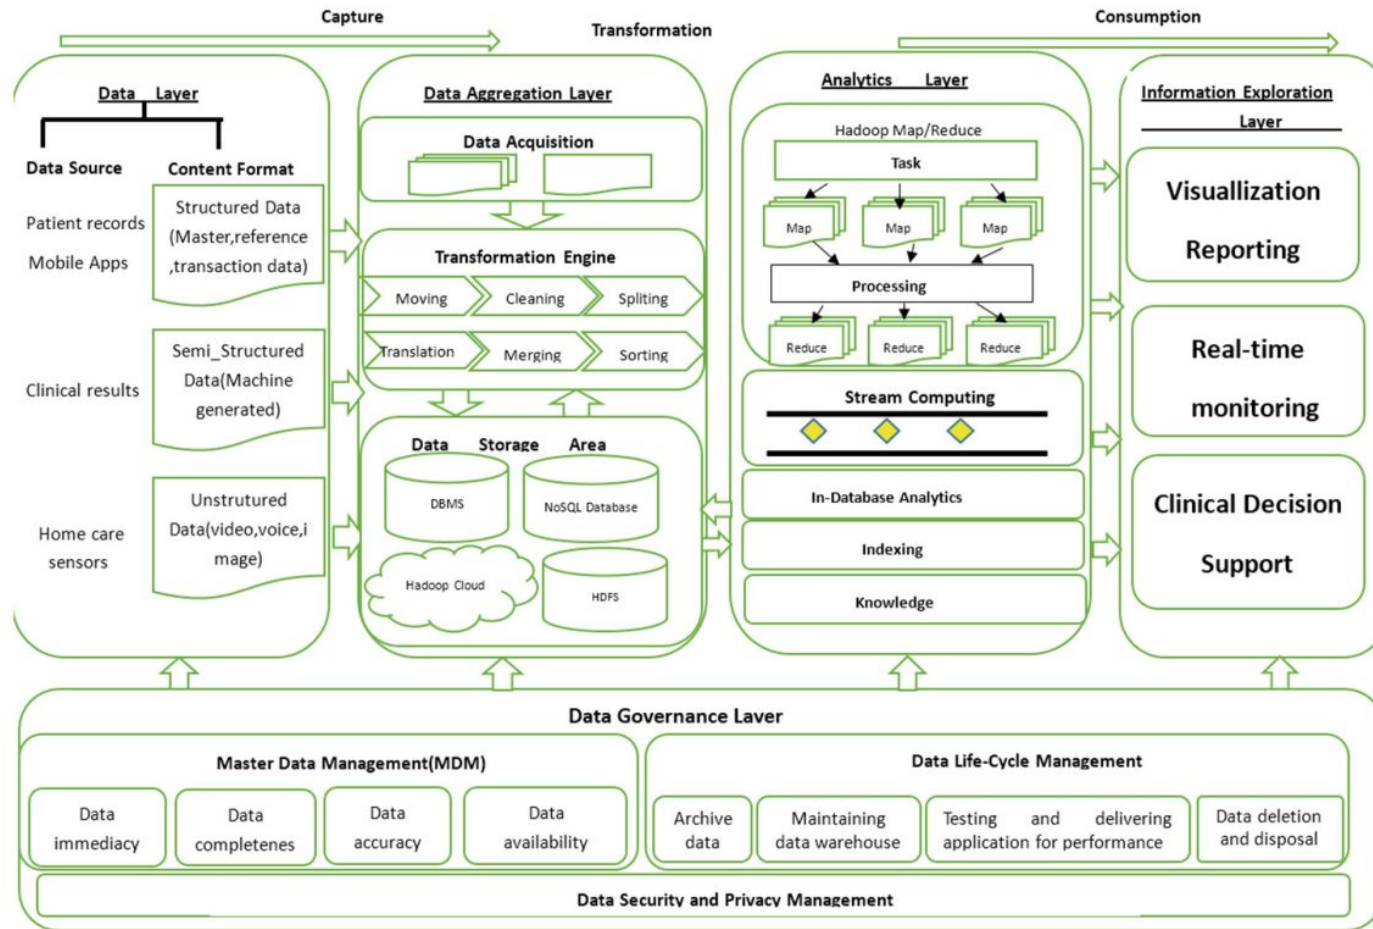 Capture
Transformation
Consumption
Data Layer
Data Source
Content Format
Patient records
Mobile Apps
Structured Data
(Master,reference
,transaction data)
Clinical results
Semi_Structured
Data(Machine
generated)
Home care
sensors
Unstrutured
Data(video,voice,i
mage)
Data Aggregation Layer
Data Acquisition
Transformation Engine
Moving
Cleaning
Spliting
Translation
Merging
Sorting
Data Storage Area
DBMS
NoSQL Database
Hadoop Cloud
HDFS
Analytics Layer
Hadoop Map/Reduce
Task
Map
Map
Map
Processing
Reduce
Reduce
Reduce
Stream Computing
In-Database Analytics
Indexing
Knowledge
Information Exploration
Layer
Visuallization
Reporting
Real-time
monitoring
Clinical Decision
Support
Data Governance Laver
Master Data Management(MDM)
Data
immediacy
Data
completenes
Data
accuracy
Data
availability
Data Life-Cycle Management
Archive
data
Maintaining
data warehouse
Testing and delivering
application for performance
Data deletion
and disposal
Data Security and Privacy Management